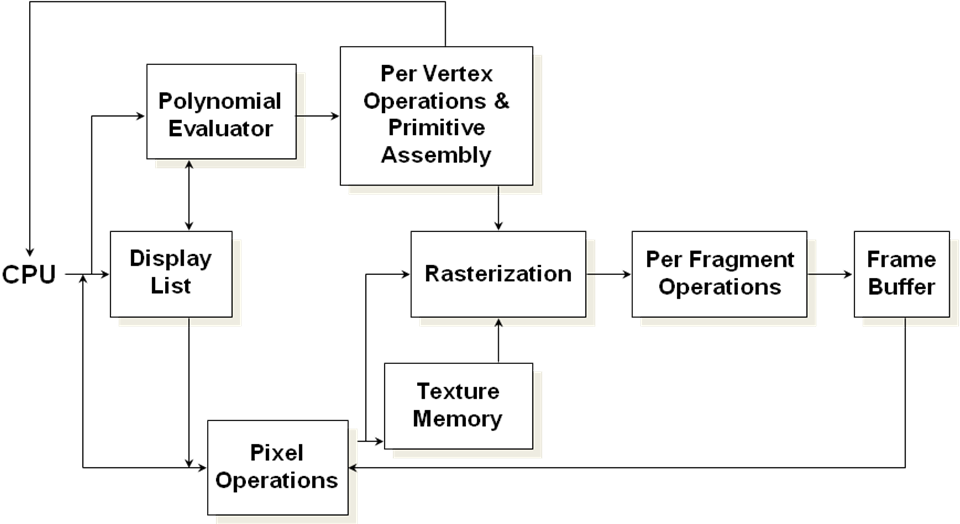 Per Vertex
Operations &
Primitive
Assembly
Polynomial
Evaluator
CPU
Display
List
Rasterization
Per Fragment
Operations
Frame
Buffer
Texture
Memory
Pixel
Operations